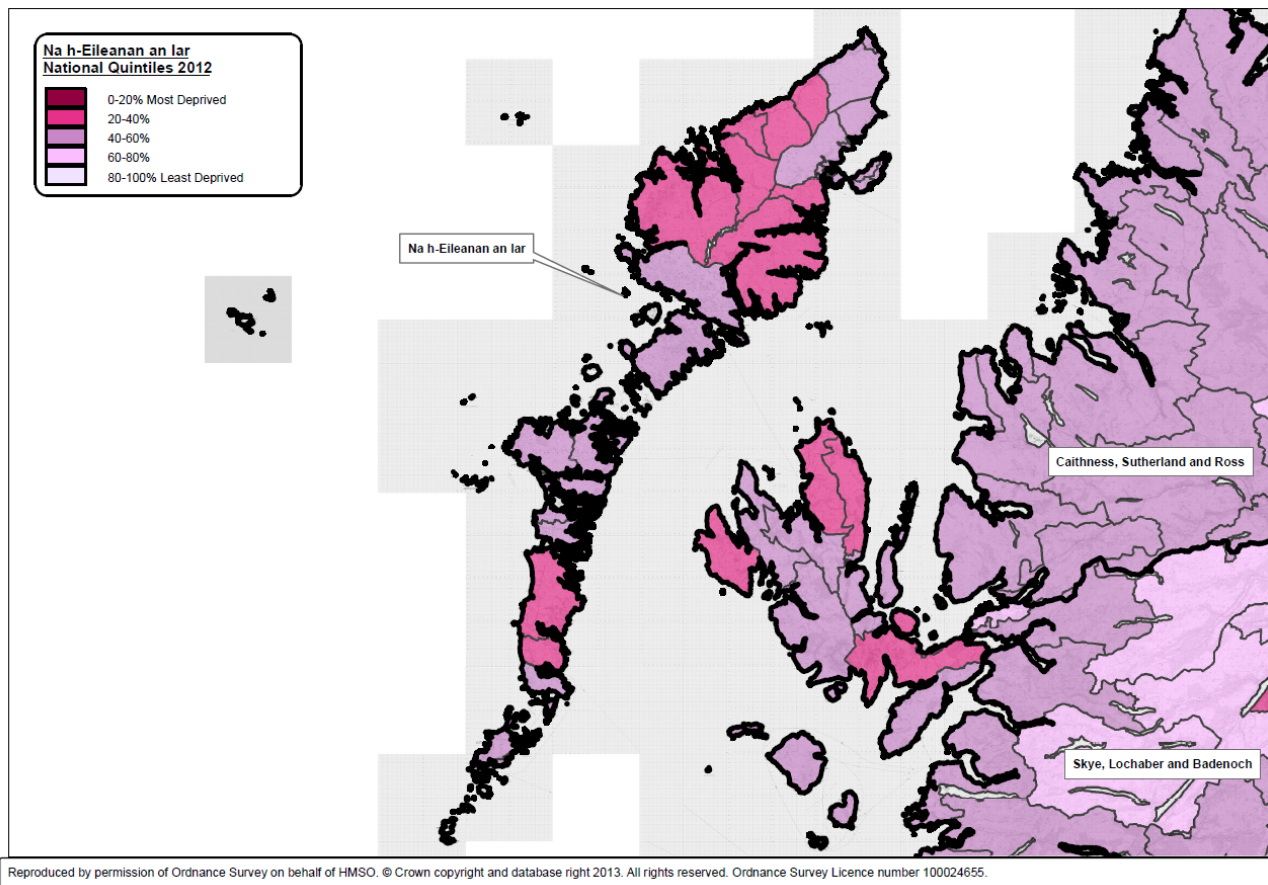 Na h-Eileanan an Iar
National Quintiles 2012
0-20% Most Deprived
20-40%
40-60%
60-80%
80-100% Least Deprived
Na h-Eileanan an Iar
Caithness, Sutherland and Ross
Skye, Lochaber and Badenoch
Reproduced by permission of Ordnance Survey on behalf of HMSO. © Crown copyright and database right 2013. All rights reserved. Ordnance Survey Licence number 100024655.